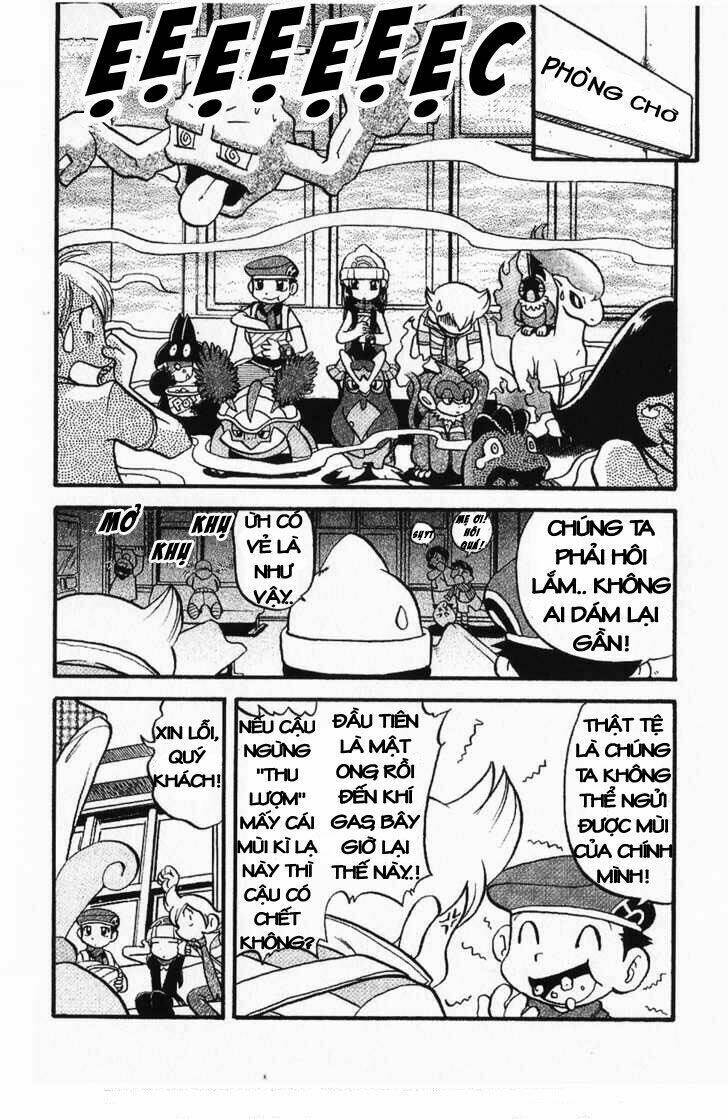 PHÒNG CHỜ
ẸẸẸẸẸẸẸC
CHÚNG TA
PHẢI HÔI
LẮM.. KHÔNG
AI DÁM LẠI
GẦN!
MẸ ƠI!
HÔI
QUÁ!
SUỴT
ỪH CÓ
VẺ LÀ
NHƯ
VẬY..
KHỤ
KHỤ
MỞ
THẬT TỆ
LÀ CHÚNG
TA KHÔNG
THỂ NGỬI
ĐƯỢC MÙI
CỦA CHÍNH
MÌNH!
ĐẦU TIÊN
LÀ MẬT
ONG, RỒI
ĐẾN KHÍ
GAS, BÂY
GIỜ LẠI
THẾ NÀY.!
NẾU CẬU
NGỪNG
"THU
LƯỢM"
MẤY CÁI
MÙI KÌ LẠ
NÀY THÌ
CẬU CÓ
CHẾT
KHÔNG?
XIN LỖI,
QUÝ
KHÁCH!